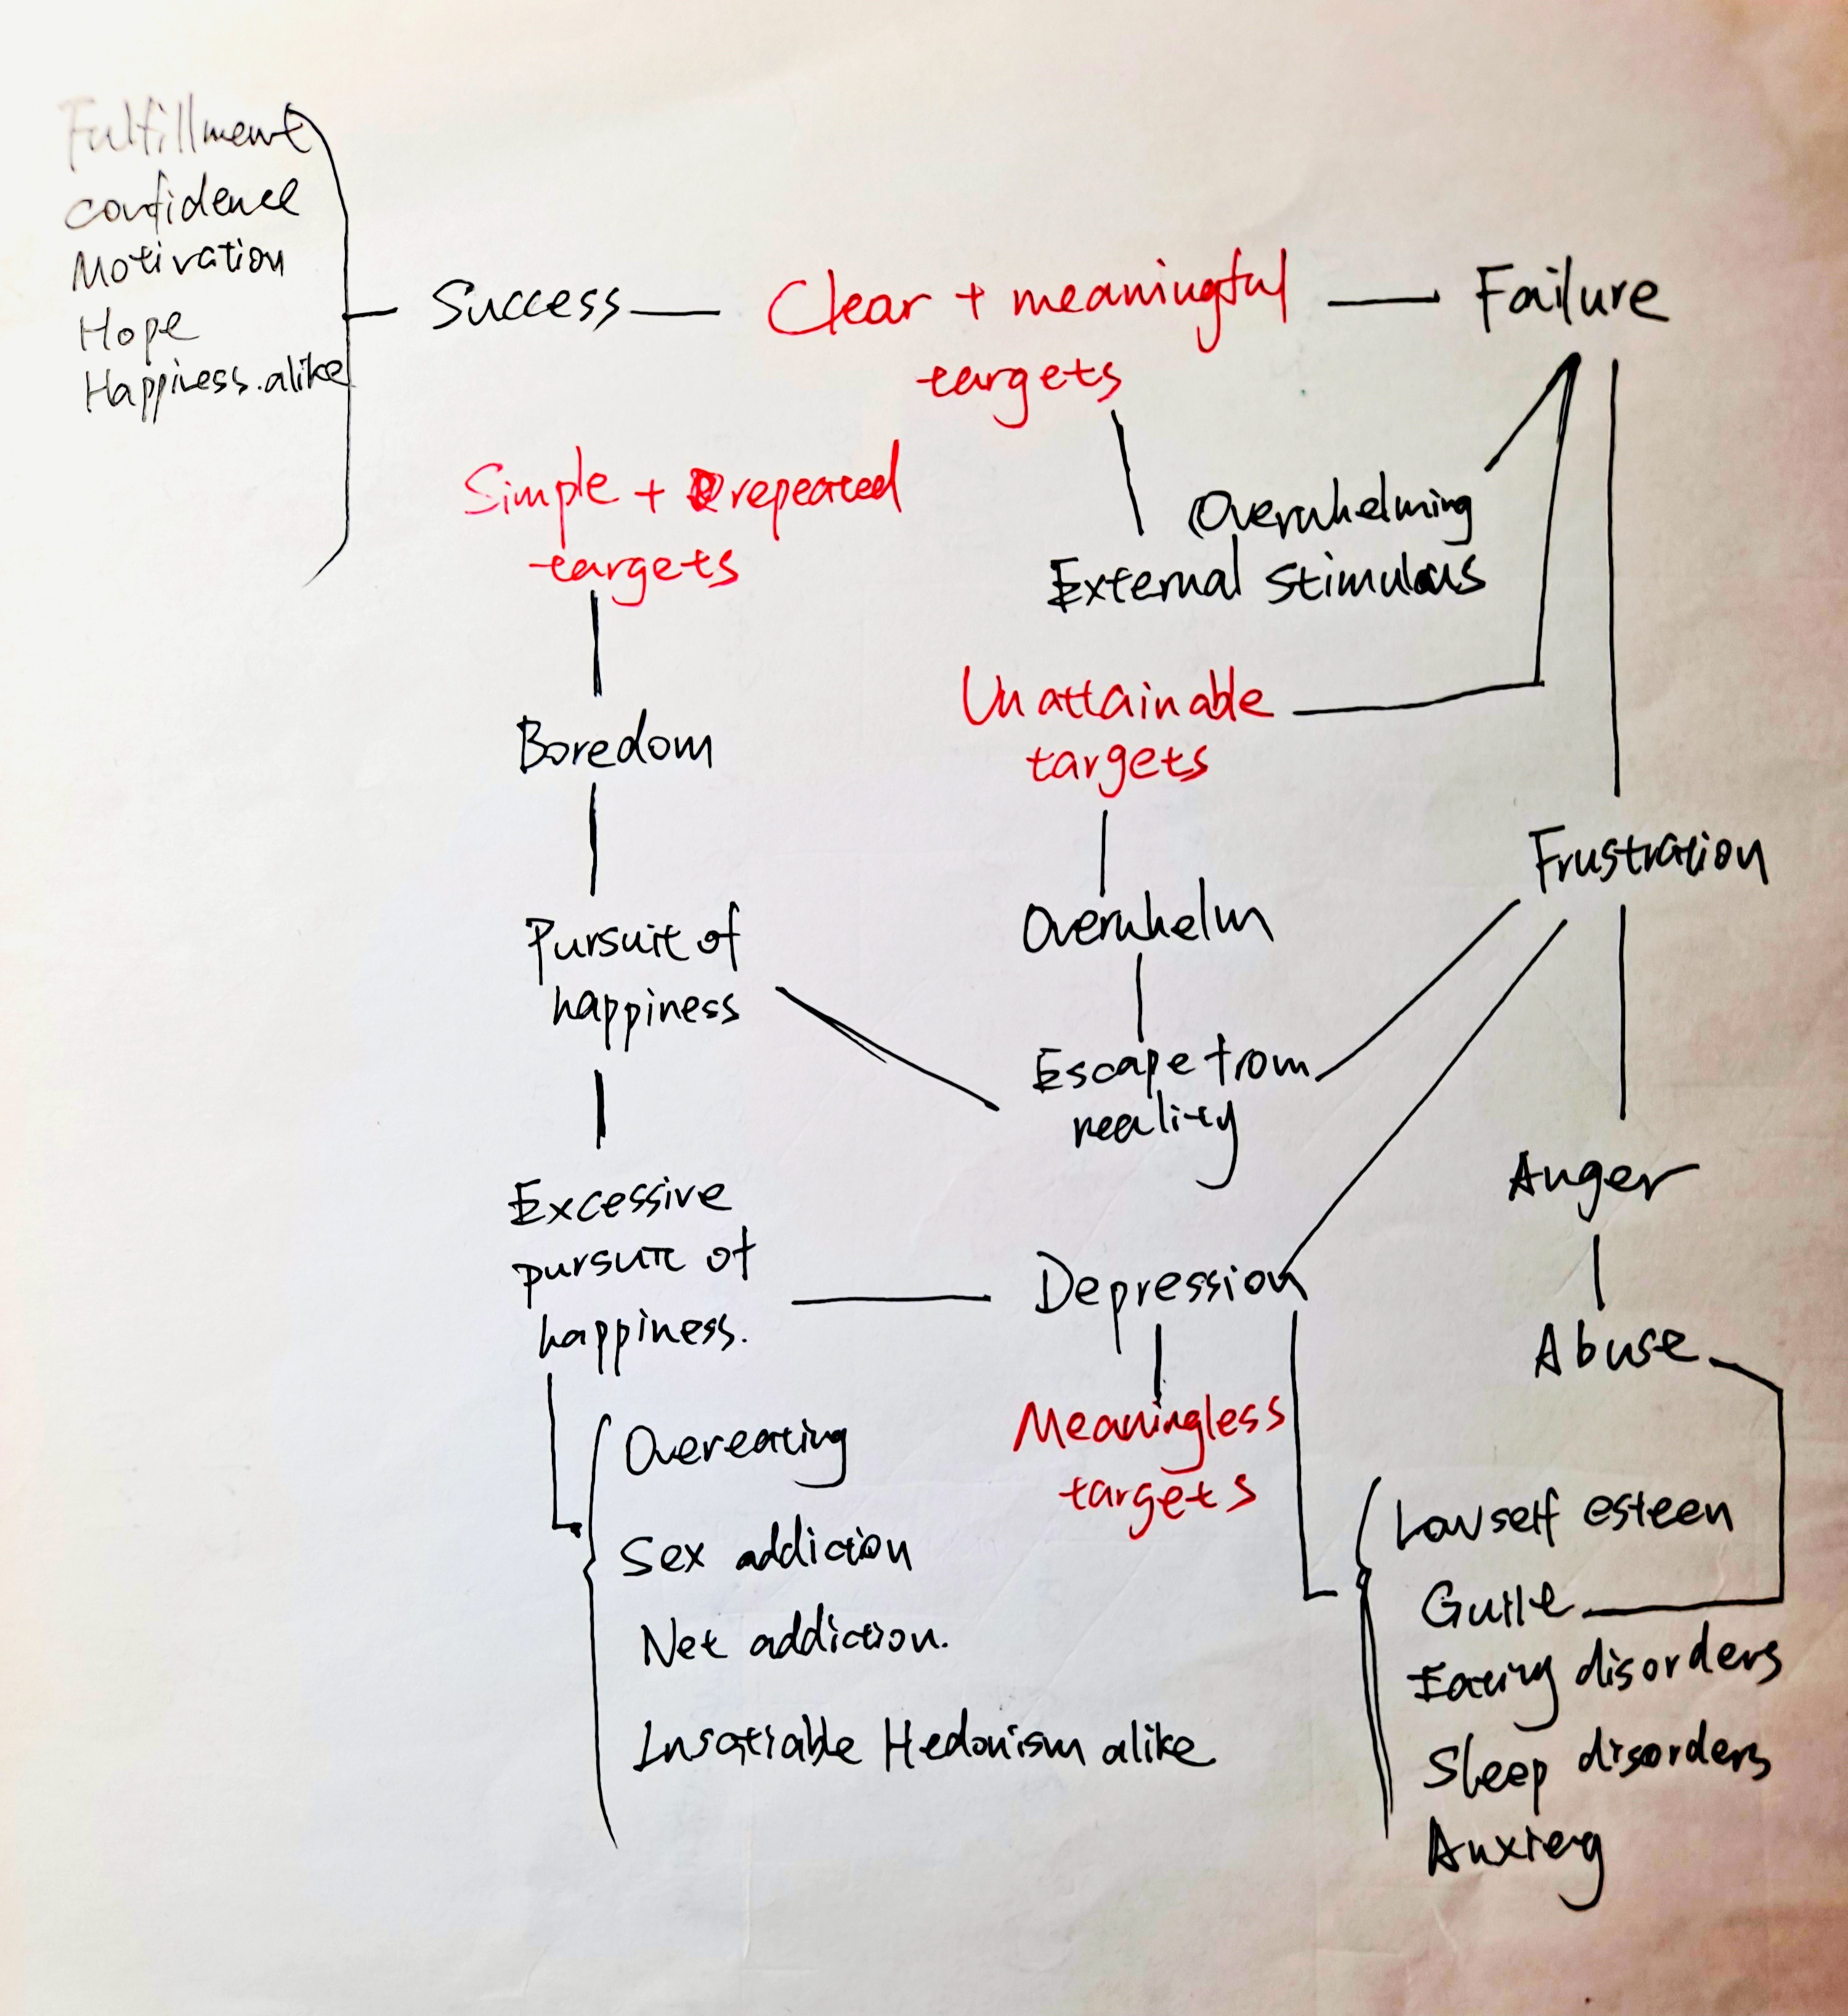 Fulfillment
confidence
Motivation
Hope
Happiness.alike
Success
Clear + meaningful
targets
Failure
Simple + repeated
targets
Overwhelming
External stimulus
Unattainable
targets
Boredom
Frustration
Pursuit of
happiness
Overwhelm
Escape from
reality
Anger
Excessive
pursuit of
happiness.
Depression
Abuse
Meaningless
targets
Overeating
Sex addiction
Net addiction.
Insatiable Hedonism alike
Low self esteen
Guilt
Eating disorders
Sleep disorders
Anxiety